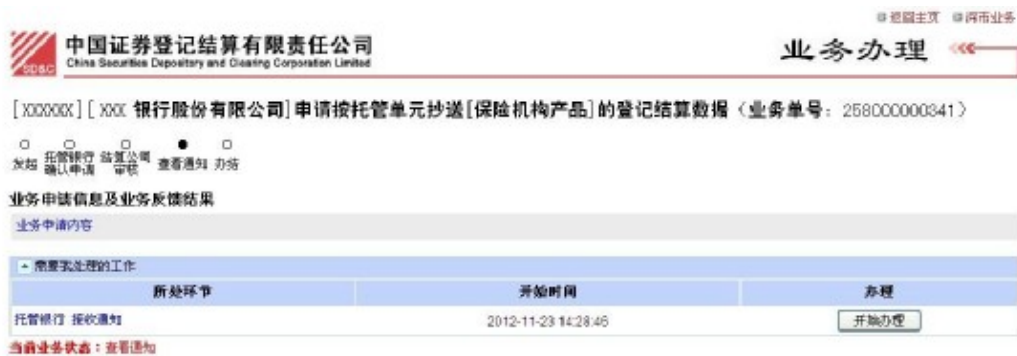 返回主页 深市业务
中国证券登记结算有限责任公司
China Securities Depository and Clearing Corporation Limited
SD&C
业务办理
[XXXXXX][XXX 银行股份有限公司]申请按托管单元抄送[保险机构产品]的登记结算数据（业务单号：258000000341）
发起 托管银行确认申请 结算公司审核 查看通知 办结
业务申请信息及业务反馈结果
业务申请内容
需要我处理的工作
所处环节 开始时间 办理
托管银行 接收通知 2012-11-23 14:28:46 开始办理
当前业务状态：查看通知